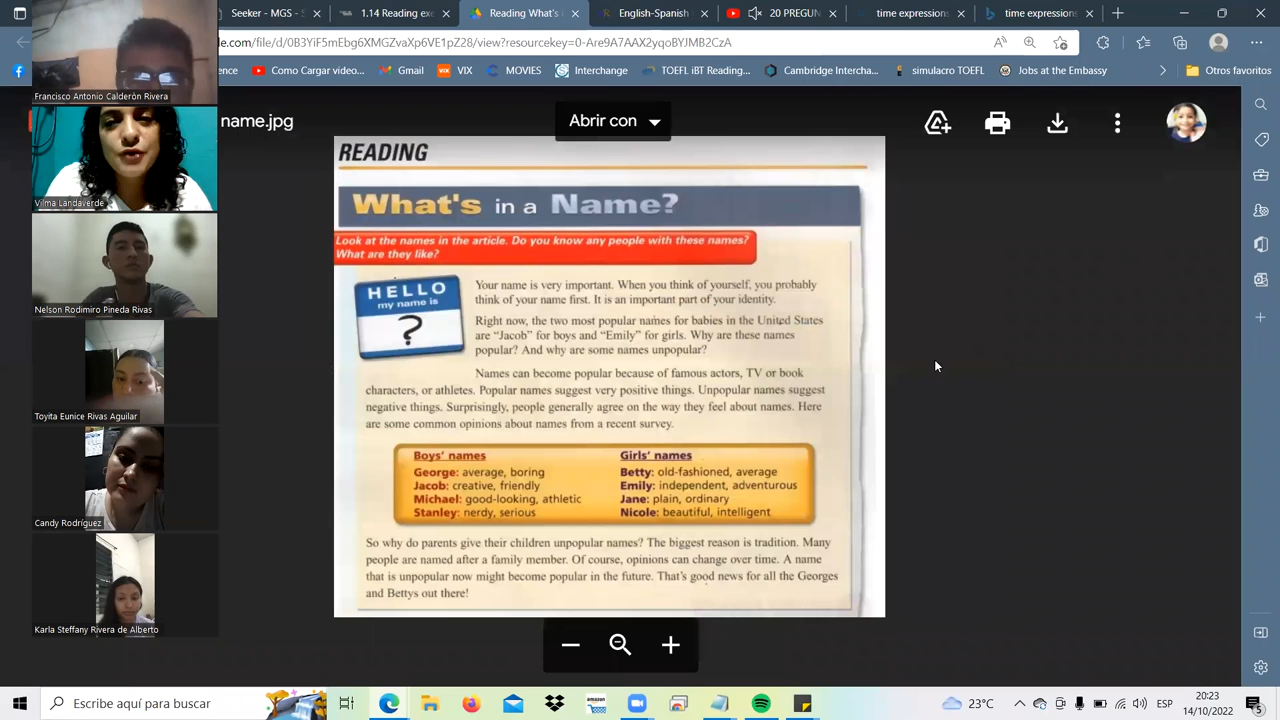 Seeker - MGS - S
1.14 Reading exe
Reading What's i
English Reading
20 PREGUN
time expressions
time expressions
le.com/file/d/0B3YiF5mEbg6XMGZvaXp6VE1pZ28/view?resourcekey=0-Are9A7AAX2yqoBYJMB2CzA
ence
Como Cargar video...
Gmail
VIX
MOVIES
Interchange
TOEFL iBT Reading...
Cambridge Intercha...
simulacro TOEFL
Jobs at the Embassy
Otros favoritos
name.jpg
Abrir con
Francisco Antonio Calderón Rivera
Vilma Landaverde
Nelson Rodimiro Pineda Rivas
Toyita Eunice Rivas Aguilar
Candy Rodríguez
Karla Steffany Rivera de Alberto
READING
What's in a Name?
Look at the names in the article. Do you know any people with these names?
What are they like?
HELLO
my name is
?
Your name is very important. When you think of yourself, you probably
think of your name first. It is an important part of your identity.
Right now, the two most popular names for babies in the United States
are “Jacob” for boys and “Emily” for girls. Why are these names
popular? And why are some names unpopular?
Names can become popular because of famous actors, TV or book
characters, or athletes. Popular names suggest very positive things. Unpopular names suggest
negative things. Surprisingly, people generally agree on the way they feel about names. Here
are some common opinions about names from a recent survey.
Boys' names
George: average, boring
Jacob: creative, friendly
Michael: good-looking, athletic
Stanley: nerdy, serious
Girls' names
Betty: old-fashioned, average
Emily: independent, adventurous
Jane: plain, ordinary
Nicole: beautiful, intelligent
So why do parents give their children unpopular names? The biggest reason is tradition. Many
people are named after a family member. Of course, opinions can change over time. A name
that is unpopular now might become popular in the future. That's good news for all the Georges
and Bettys out there!
Escribe aquí para buscar
23°C
ESP
20:23
14/10/2022
5